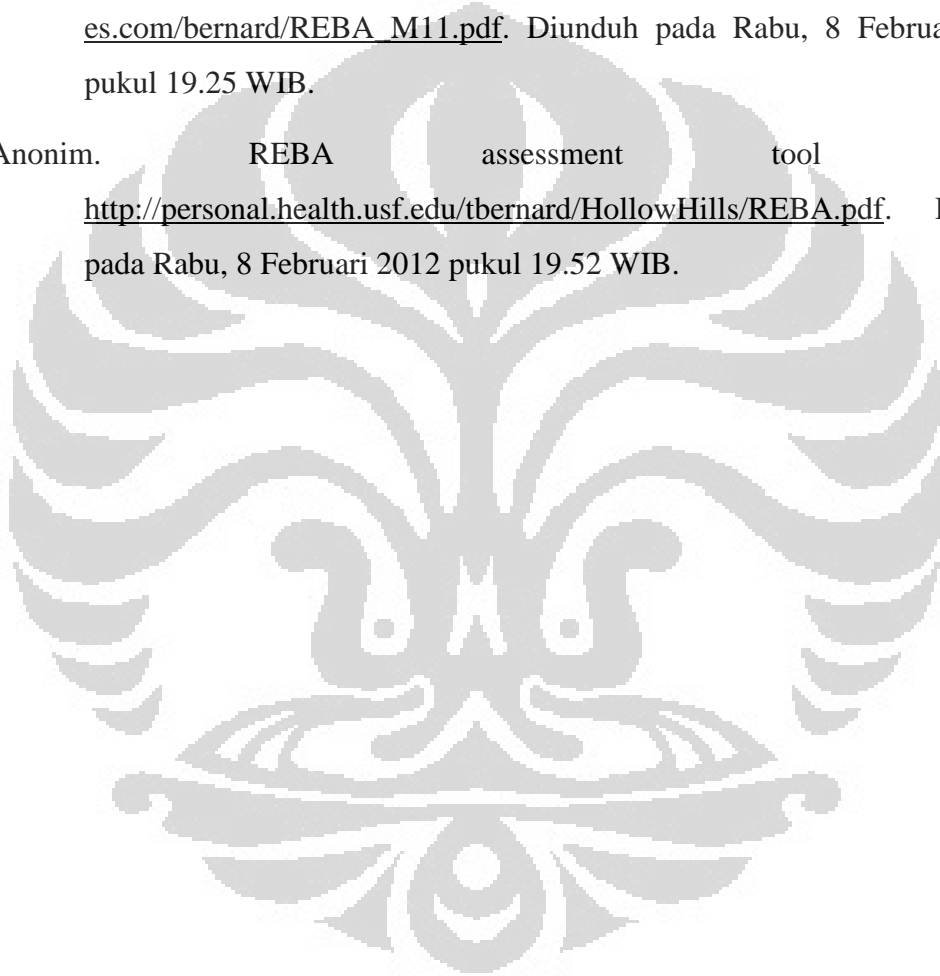 es.com/bernard/REBA_M11.pdf. Diunduh pada Rabu, 8 Februa
pukul 19.25 WIB.
Anonim. REBA assessment tool
http://personal.health.usf.edu/tbernard/HollowHills/REBA.pdf.
pada Rabu, 8 Februari 2012 pukul 19.52 WIB.